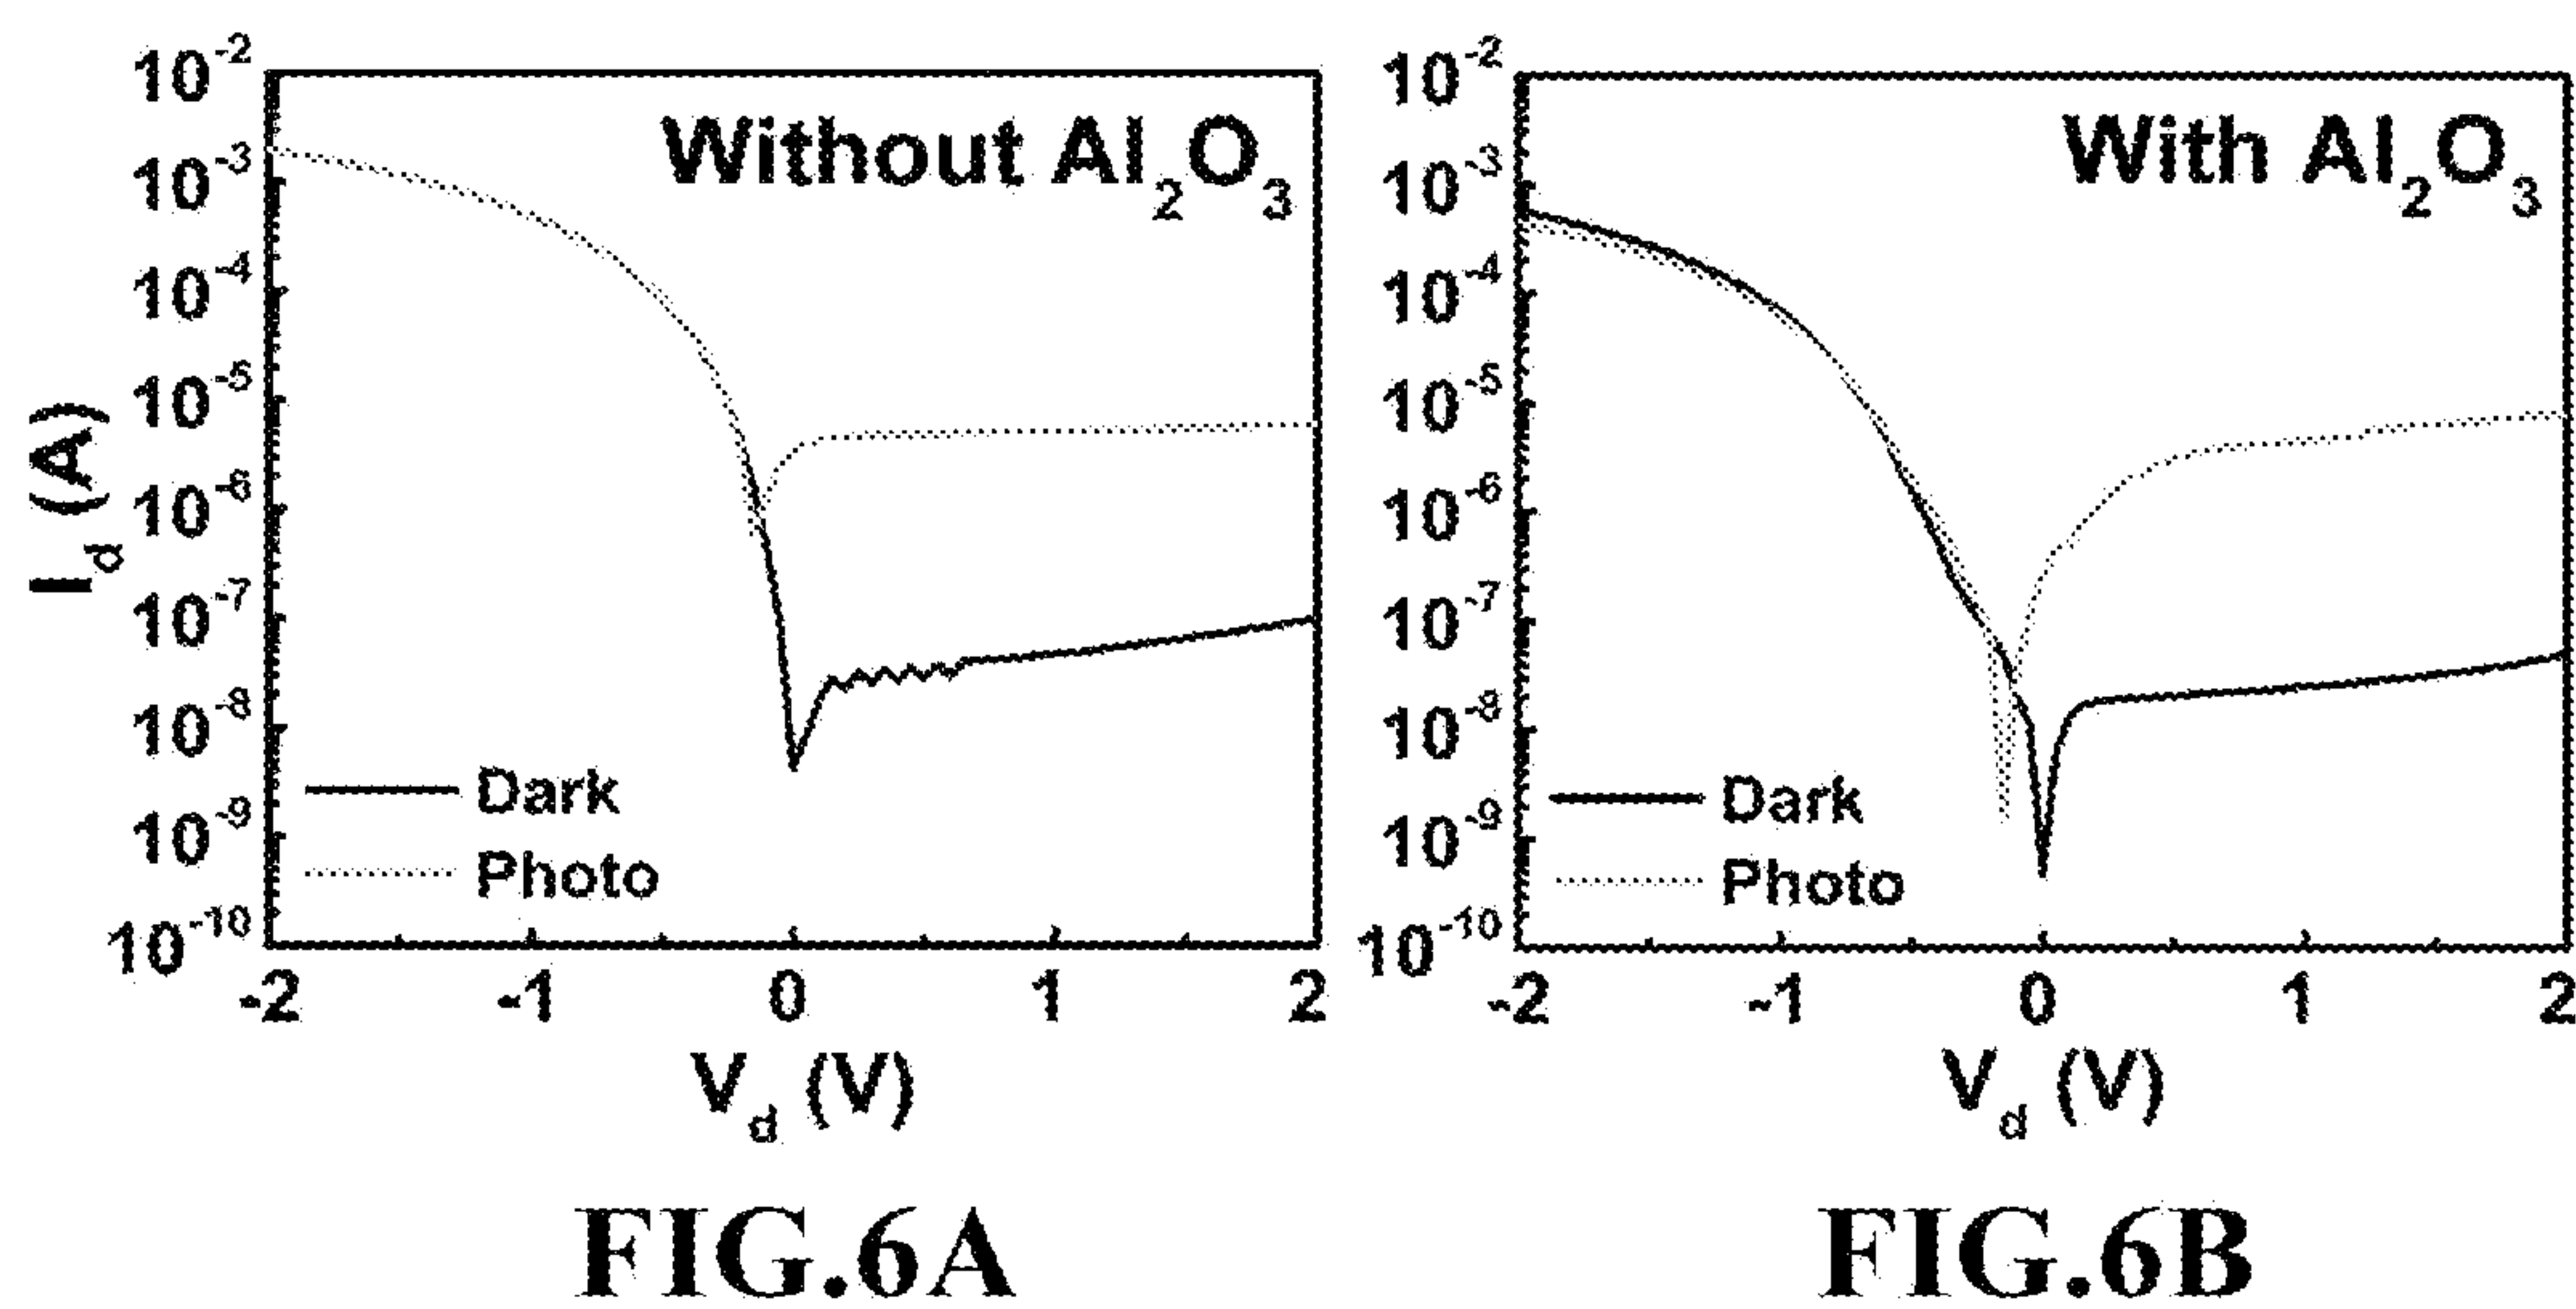 10⁻²
10⁻³
10⁻⁴
10⁻⁵
10⁻⁶
10⁻⁷
10⁻⁸
10⁻⁹
10⁻¹⁰
I_d (A)
Without Al₂O₃
Dark
Photo
-2 -1 0 1 2
V_d (V)
FIG.6A
10⁻²
10⁻³
10⁻⁴
10⁻⁵
10⁻⁶
10⁻⁷
10⁻⁸
10⁻⁹
10⁻¹⁰
With Al₂O₃
Dark
Photo
-2 -1 0 1 2
V_d (V)
FIG.6B